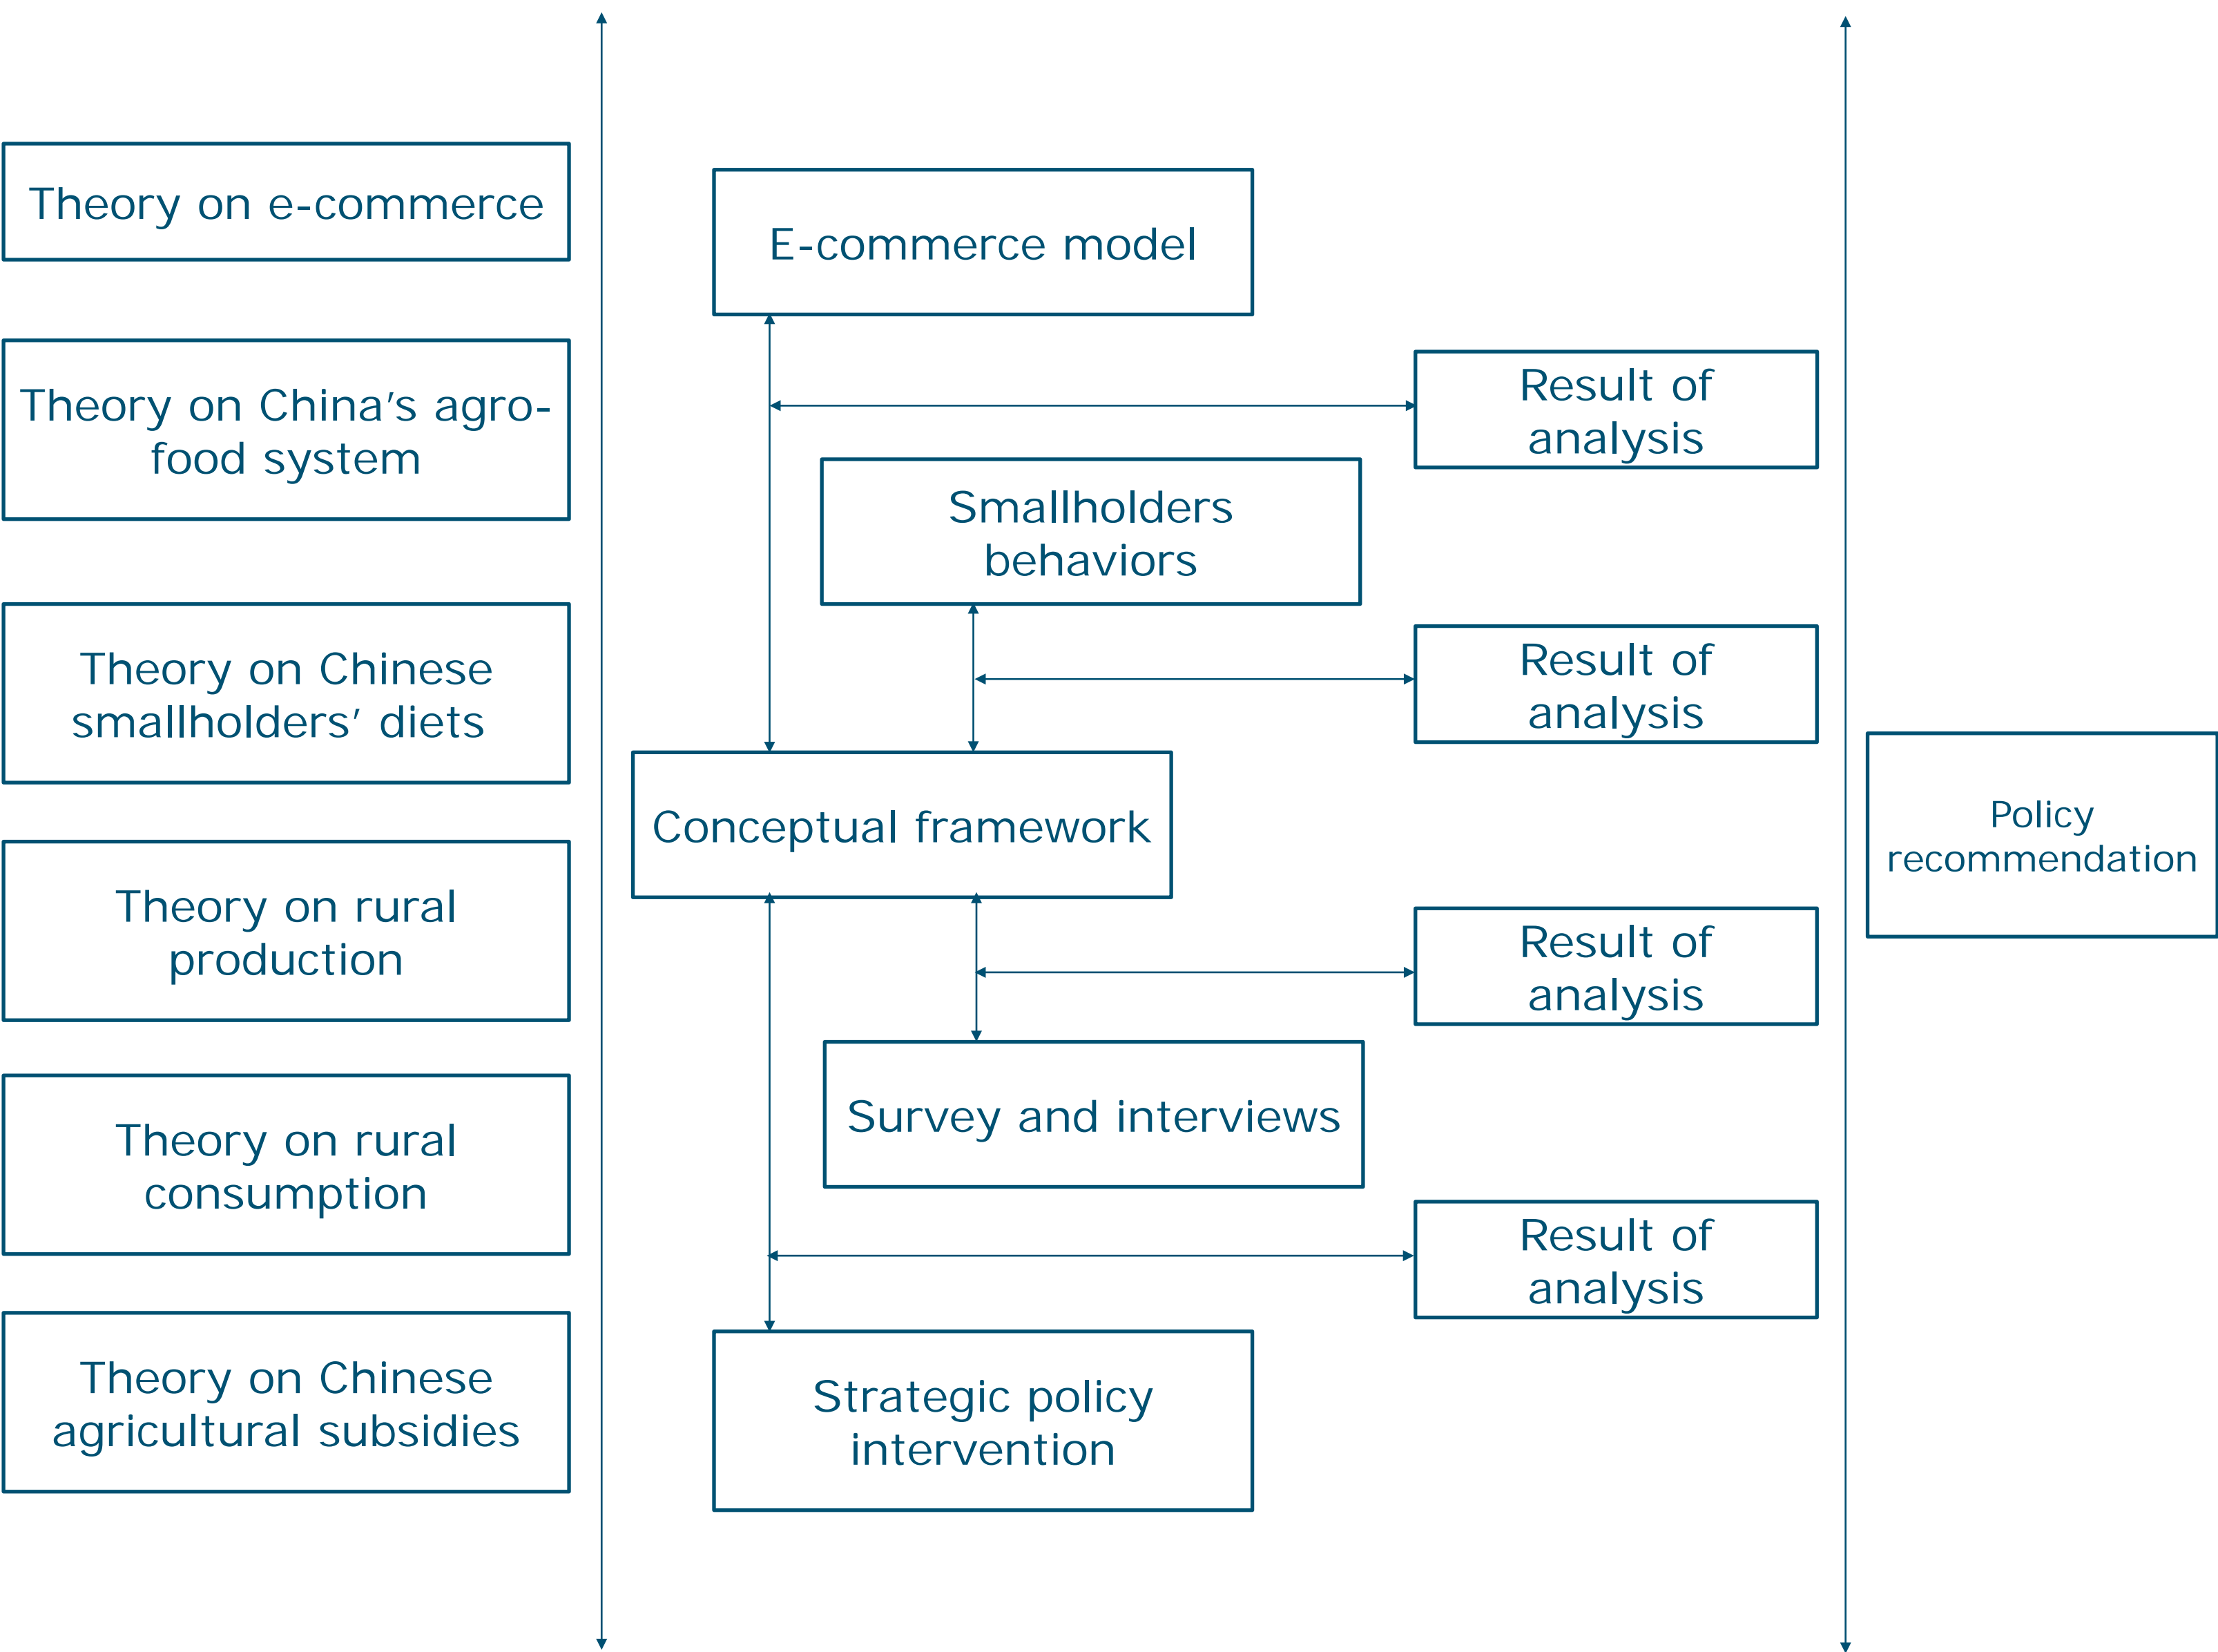 Theory on e-commerce
Theory on China's agro-
food system
Theory on Chinese
smallholders' diets
Theory on rural
production
Theory on rural
consumption
Theory on Chinese
agricultural subsidies
E-commerce model
Smallholders
behaviors
Conceptual framework
Survey and interviews
Strategic policy
intervention
Result of
analysis
Result of
analysis
Result of
analysis
Result of
analysis
Policy
recommendation